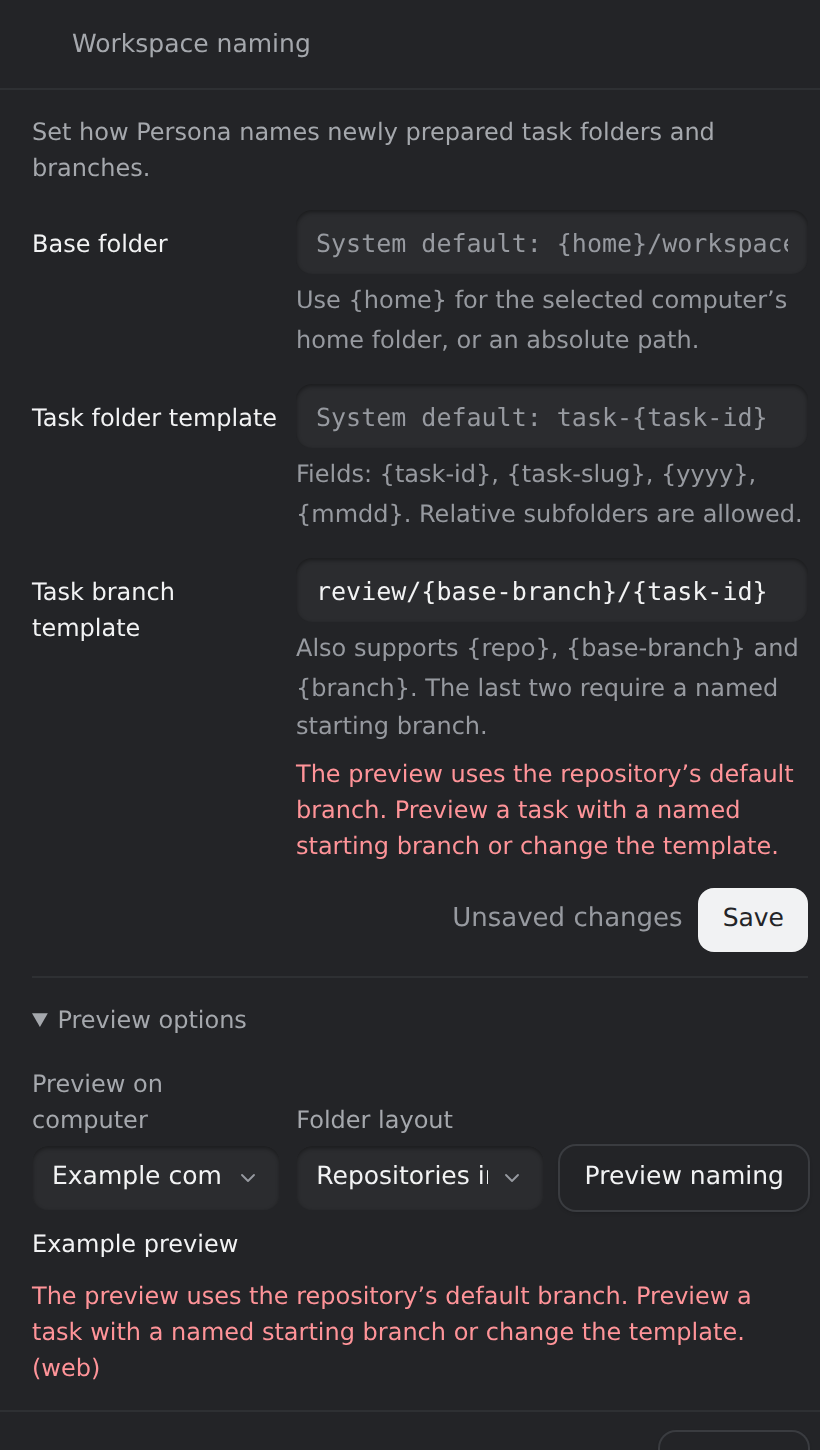 Workspace naming
Set how Persona names newly prepared task folders and
branches.
Base folder
System default: {home}/workspace
Use {home} for the selected computer’s
home folder, or an absolute path.
Task folder template
System default: task-{task-id}
Fields: {task-id}, {task-slug}, {yyyy},
{mmdd}. Relative subfolders are allowed.
Task branch
template
review/{base-branch}/{task-id}
Also supports {repo}, {base-branch} and
{branch}. The last two require a named
starting branch.
The preview uses the repository’s default
branch. Preview a task with a named
starting branch or change the template.
Unsaved changes
Save
▼ Preview options
Preview on
computer
Folder layout
Example com
Repositories i
Preview naming
Example preview
The preview uses the repository’s default branch. Preview a
task with a named starting branch or change the template.
(web)